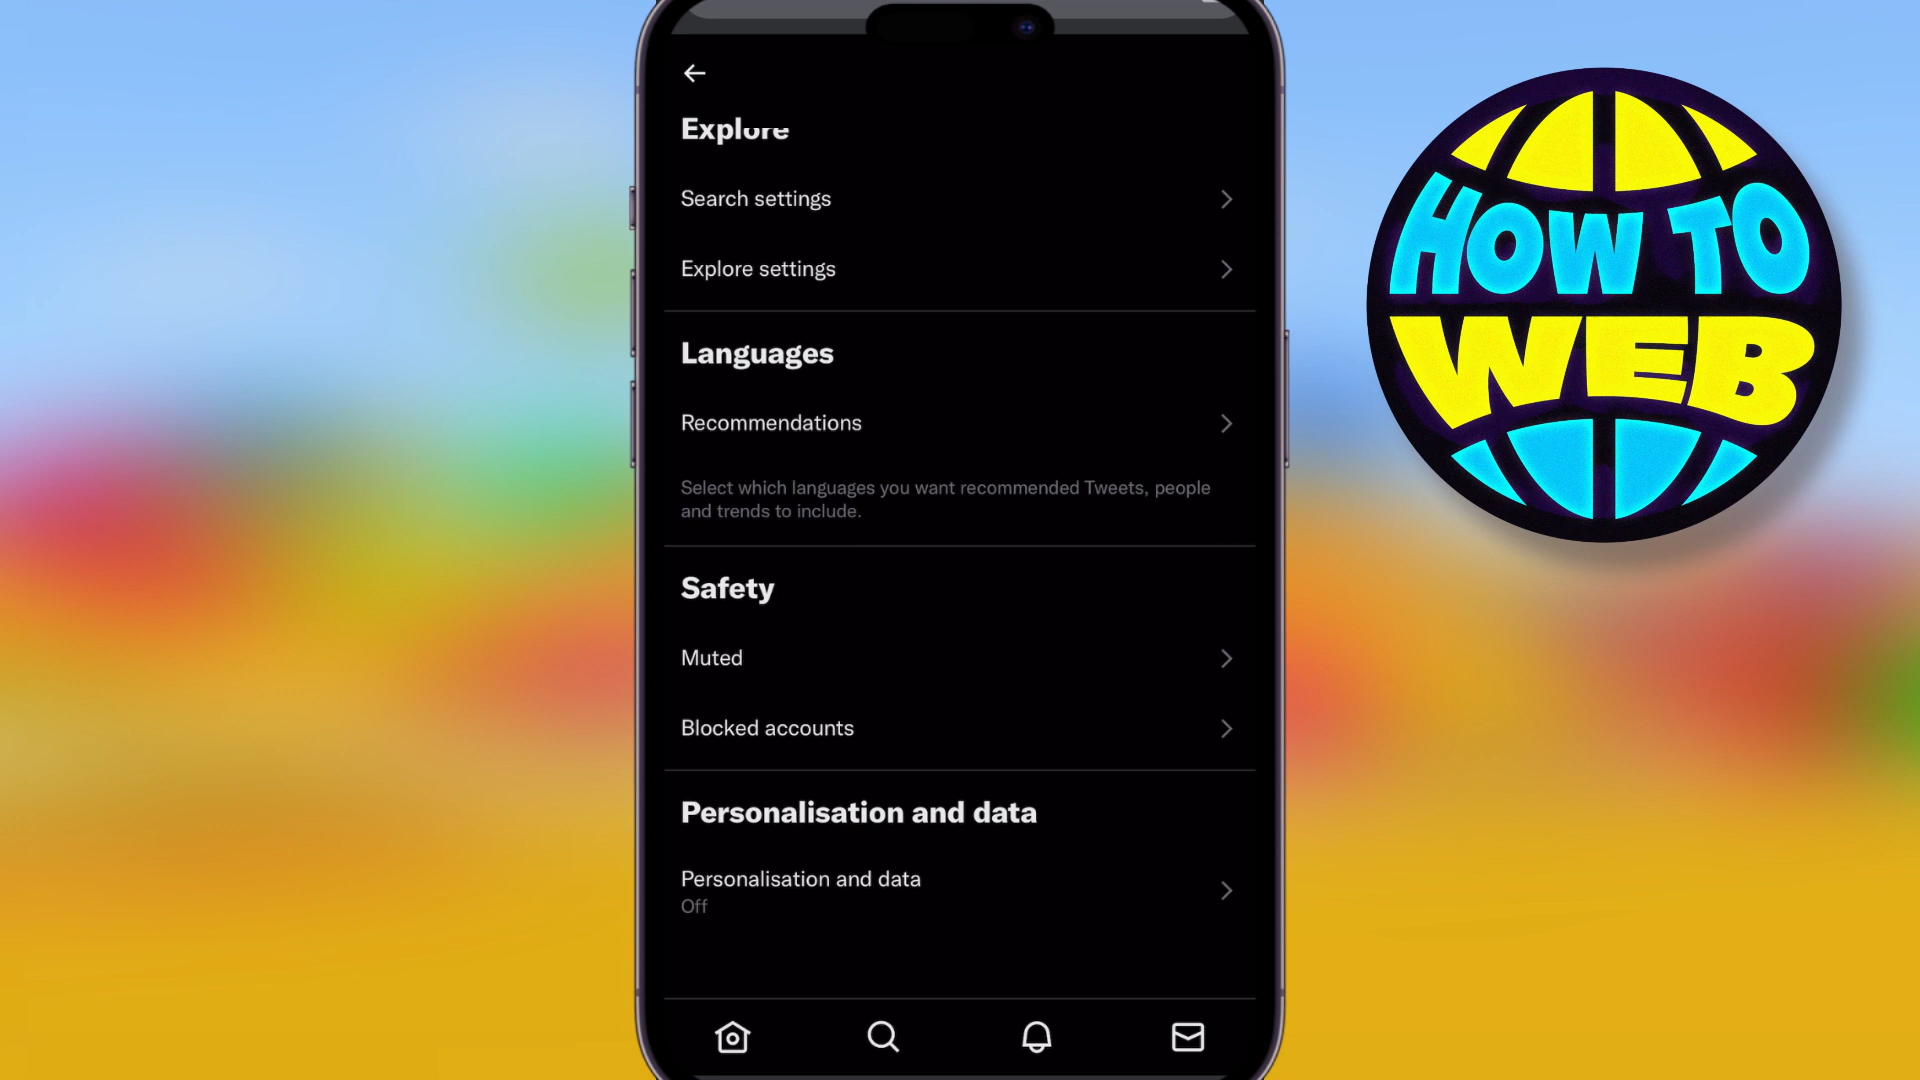 Explore
Search settings
Explore settings
Languages
Recommendations
Select which languages you want recommended Tweets, people
and trends to include.
Safety
Muted
Blocked accounts
Personalisation and data
Personalisation and data
Off
HOW TO
WEB